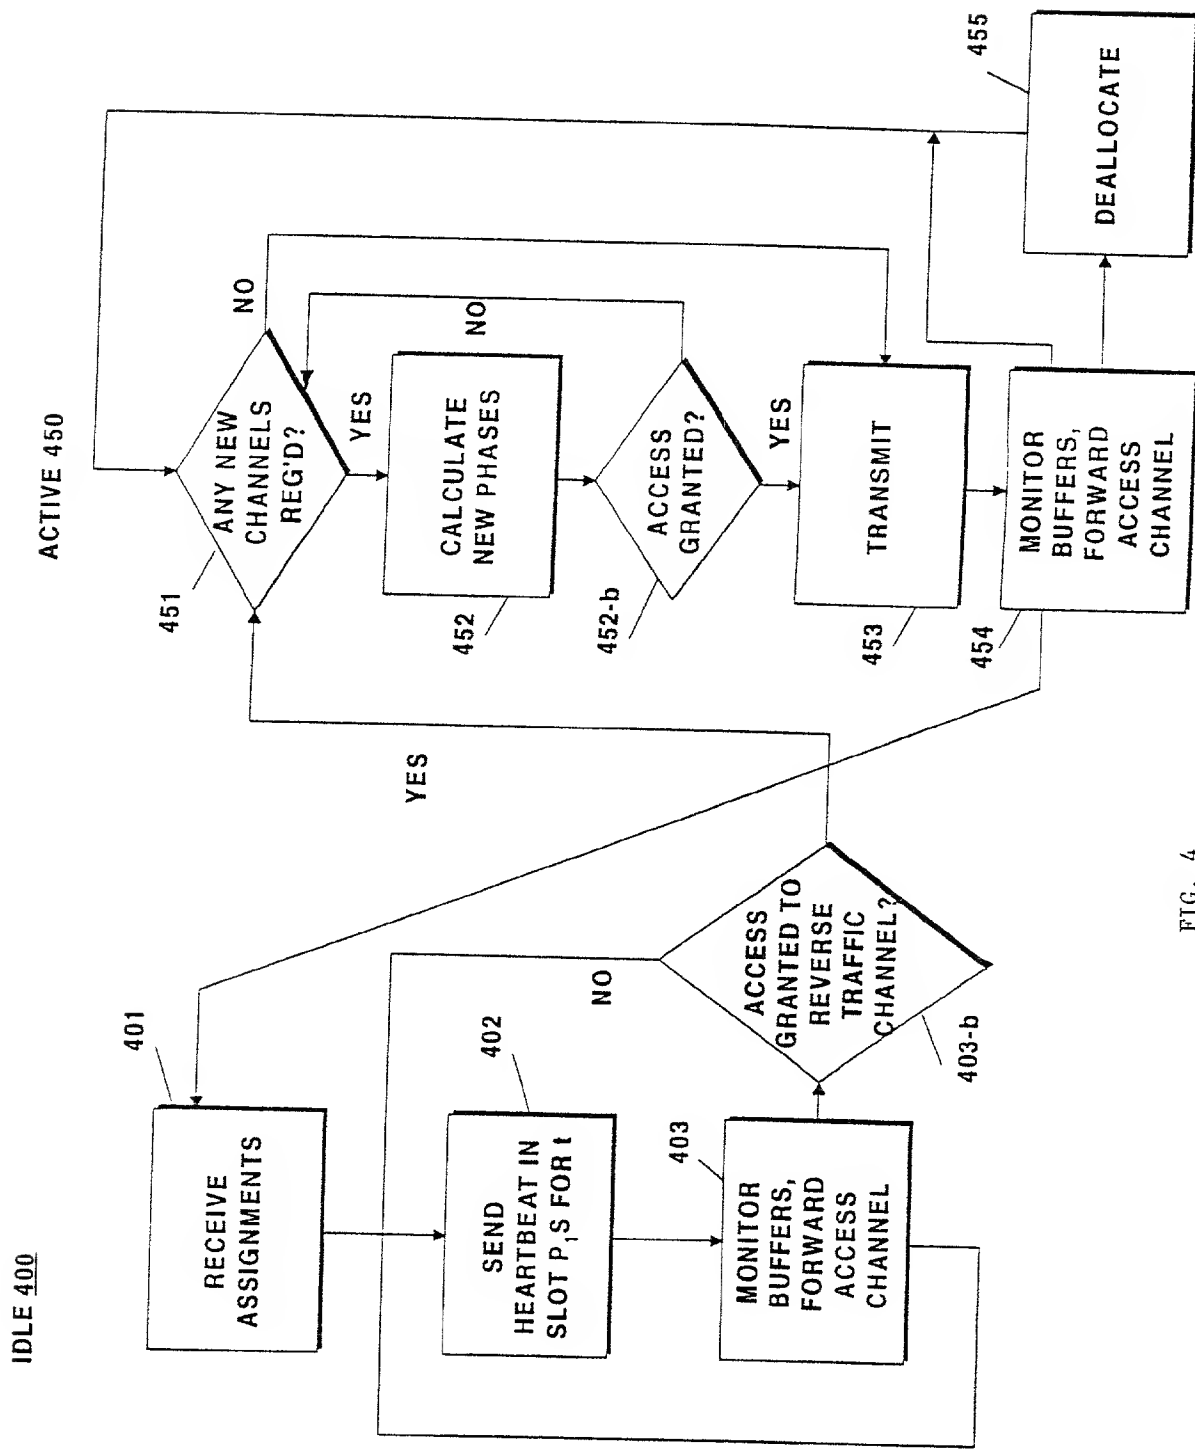 IDLE 400
401
RECEIVE
ASSIGNMENTS
402
SEND
HEARTBEAT IN
SLOT P₁S FOR t
403
MONITOR
BUFFERS,
FORWARD
ACCESS
CHANNEL
NO
ACCESS
GRANTED TO
REVERSE
TRAFFIC
CHANNEL?
403-b
YES
ACTIVE 450
451
ANY NEW
CHANNELS
REG'D?
NO
YES
452
CALCULATE
NEW PHASES
NO
452-b
ACCESS
GRANTED?
YES
453
TRANSMIT
454
MONITOR
BUFFERS,
FORWARD
ACCESS
CHANNEL
455
DEALLOCATE
FIG. 4